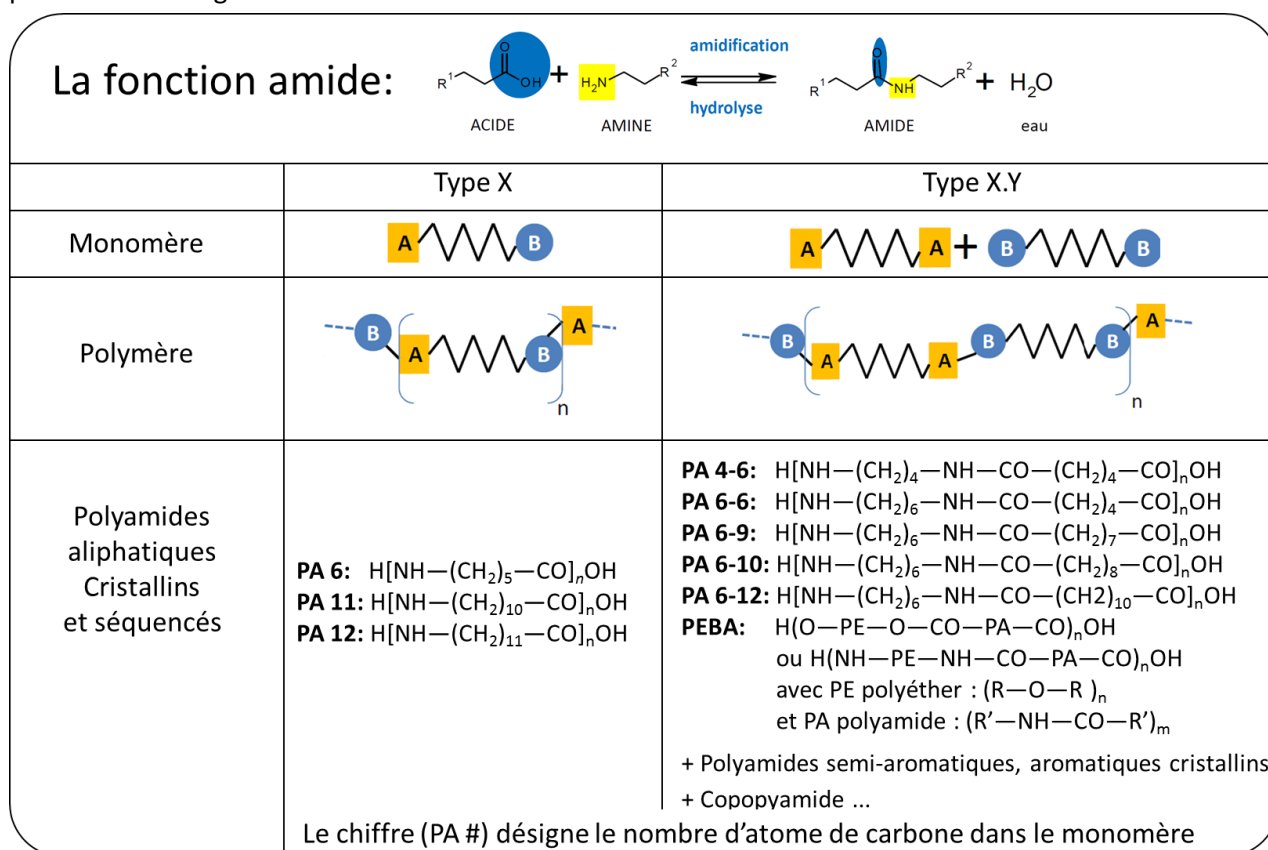 La fonction amide:
O
R1
OH
+
H2N
R2
amidification
hydrolyse
O
R1
NH
R2
+ H2O
ACIDE
AMINE
AMIDE
eau
Type X
Type X.Y
Monomère
A B
A A + B B
Polymère
B A B A
n
B A A B B A
n
Polyamides
aliphatiques
Cristallins
et séquencés
PA 6: H[NH—(CH2)5—CO]nOH
PA 11: H[NH—(CH2)10—CO]nOH
PA 12: H[NH—(CH2)11—CO]nOH
PA 4-6: H[NH—(CH2)4—NH—CO—(CH2)4—CO]nOH
PA 6-6: H[NH—(CH2)6—NH—CO—(CH2)4—CO]nOH
PA 6-9: H[NH—(CH2)6—NH—CO—(CH2)7—CO]nOH
PA 6-10: H[NH—(CH2)6—NH—CO—(CH2)8—CO]nOH
PA 6-12: H[NH—(CH2)6—NH—CO—(CH2)10—CO]nOH
PEBA: H(O—PE—O—CO—PA—CO)nOH
ou H(NH—PE—NH—CO—PA—CO)nOH
avec PE polyéther : (R—O—R )n
et PA polyamide : (R’—NH—CO—R’)m
+ Polyamides semi-aromatiques, aromatiques cristallins
+ Copopyamide ...
Le chiffre (PA #) désigne le nombre d’atome de carbone dans le monomère